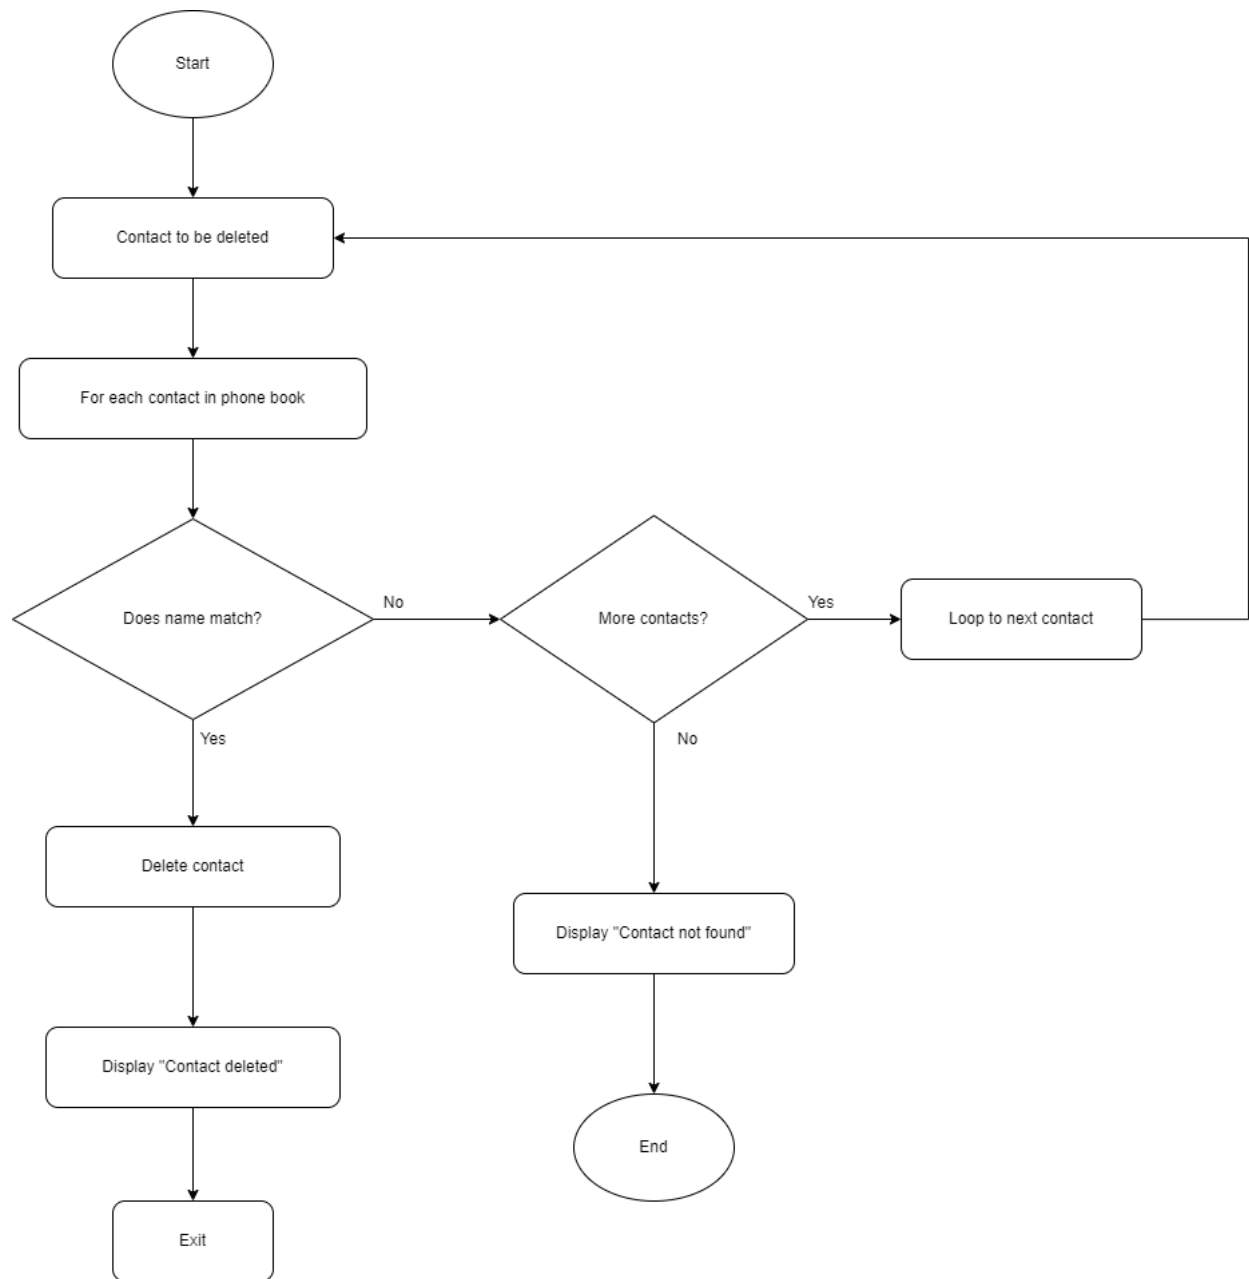 Start
Contact to be deleted
For each contact in phone book
Does name match?
No
More contacts?
Yes
Loop to next contact
Yes
No
Delete contact
Display "Contact not found"
Display "Contact deleted"
End
Exit